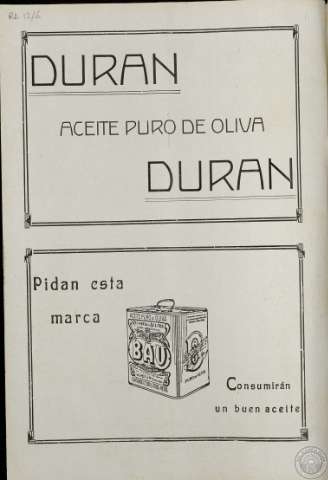 DURAN
ACEITE PURO DE OLIVA
DURAN
Pidan esta
marca
BAU
Consumirán
un buen aceite